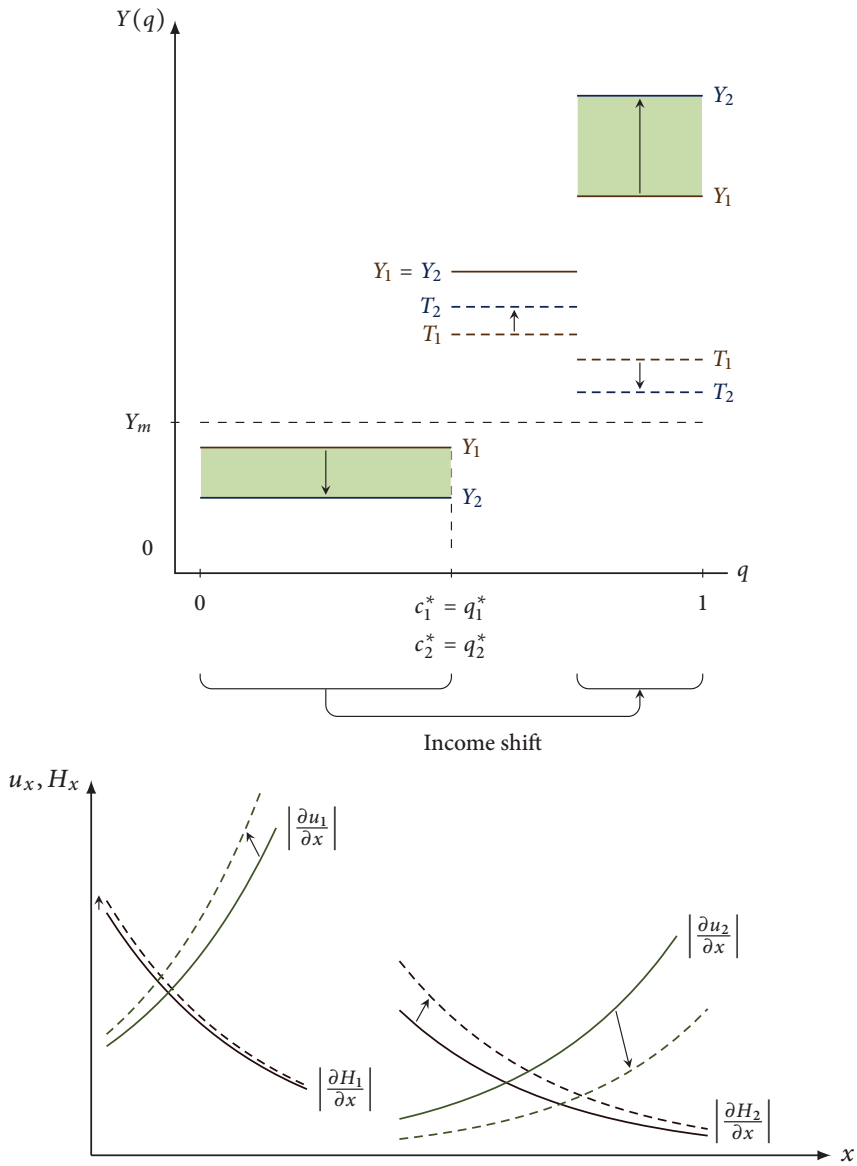 Y(q)
Y₂
Y₁
Y₁ = Y₂
T₂
T₁
T₁
T₂
Yₘ
Y₁
Y₂
0
q
0
c₁* = q₁*
1
c₂* = q₂*
Income shift
uₓ, Hₓ
|∂u₁/∂x|
|∂u₂/∂x|
|∂H₁/∂x|
|∂H₂/∂x|
x